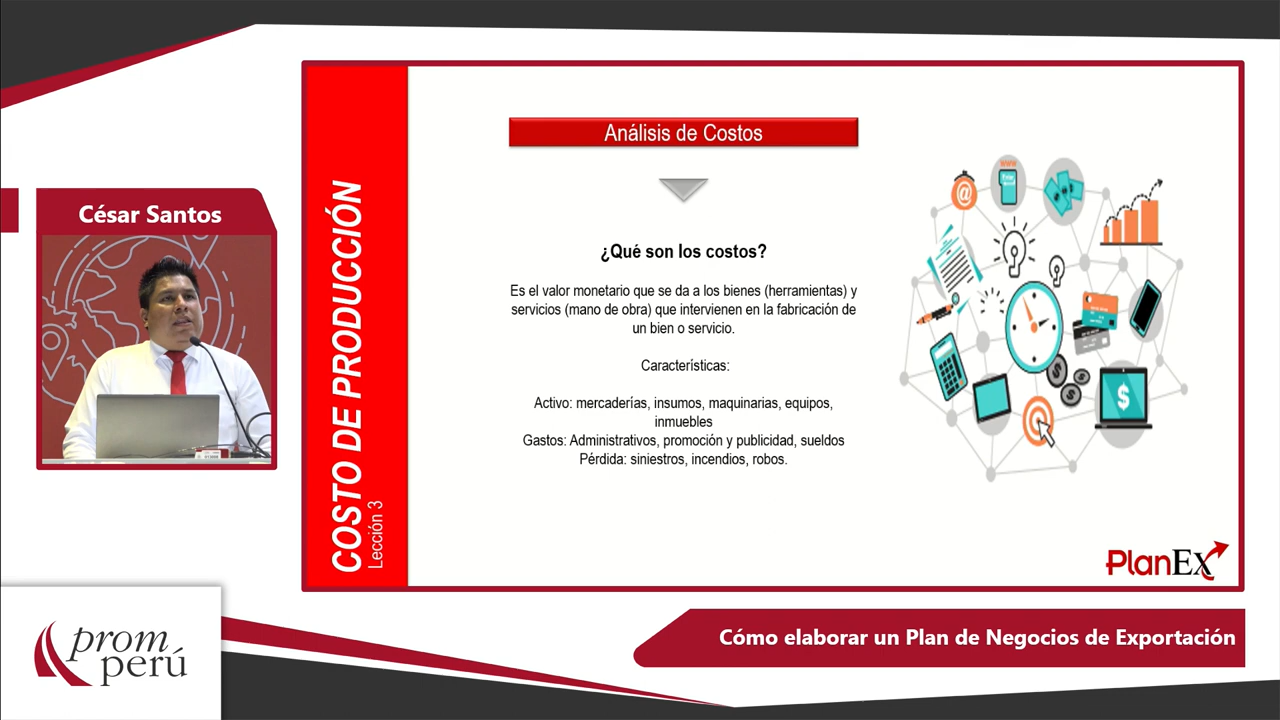 César Santos
COSTO DE PRODUCCIÓN
Lección 3
Análisis de Costos
¿Qué son los costos?
Es el valor monetario que se da a los bienes (herramientas) y
servicios (mano de obra) que intervienen en la fabricación de
un bien o servicio.
Características:
Activo: mercaderías, insumos, maquinarias, equipos,
inmuebles
Gastos: Administrativos, promoción y publicidad, sueldos
Pérdida: siniestros, incendios, robos.
www
@
$
$
PlanEx
prom
perú
Cómo elaborar un Plan de Negocios de Exportación